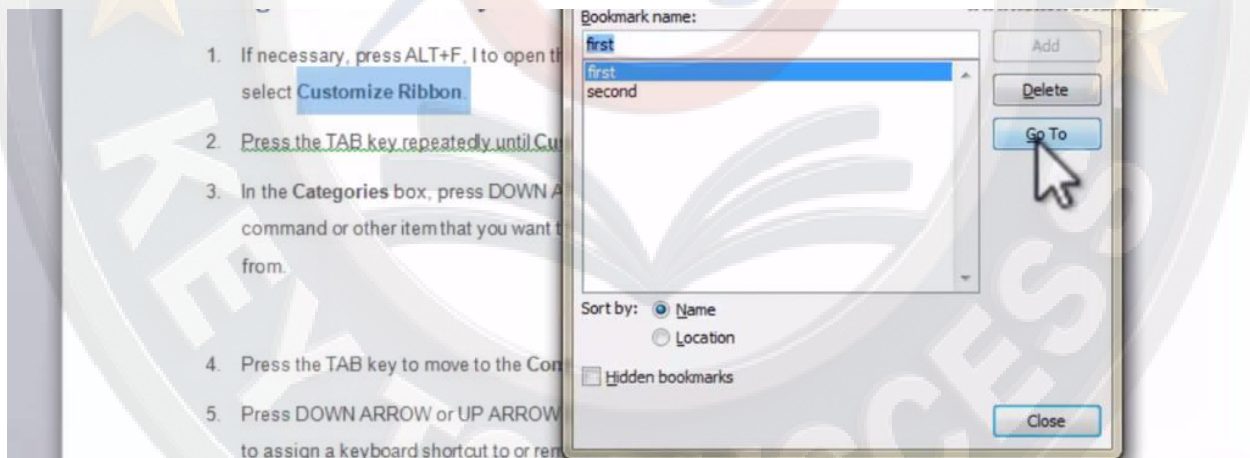 Bookmark name:
first
first
second
Add
Delete
Go To
Sort by:
Name
Location
Hidden bookmarks
Close
1. If necessary, press ALT+F, I to open th
select Customize Ribbon.
2. Press the TAB key repeatedly until Cu
3. In the Categories box, press DOWN A
command or other item that you want t
from.
4. Press the TAB key to move to the Com
5. Press DOWN ARROW or UP ARROW
to assign a keyboard shortcut to or rem
KEY